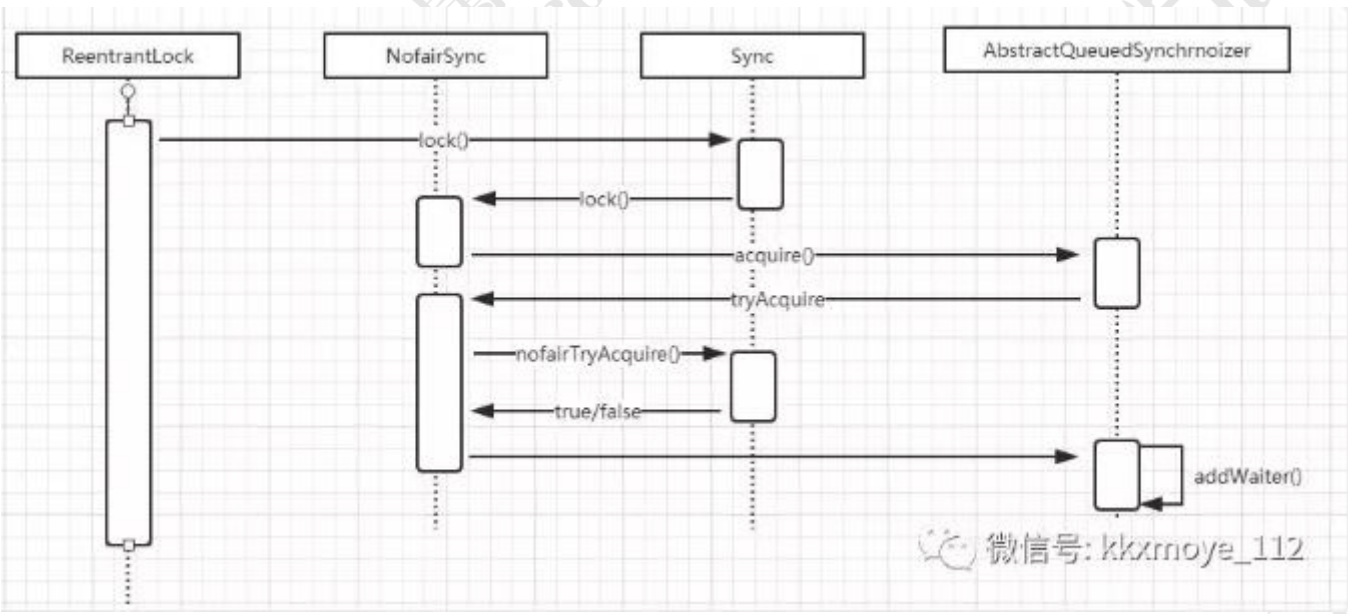 ReentrantLock
NofairSync
Sync
AbstractQueuedSynchrnoizer
lock()
lock()
acquire()
tryAcquire
nofairTryAcquire()
true/false
addWaiter()
微信号: kkxmoye_112